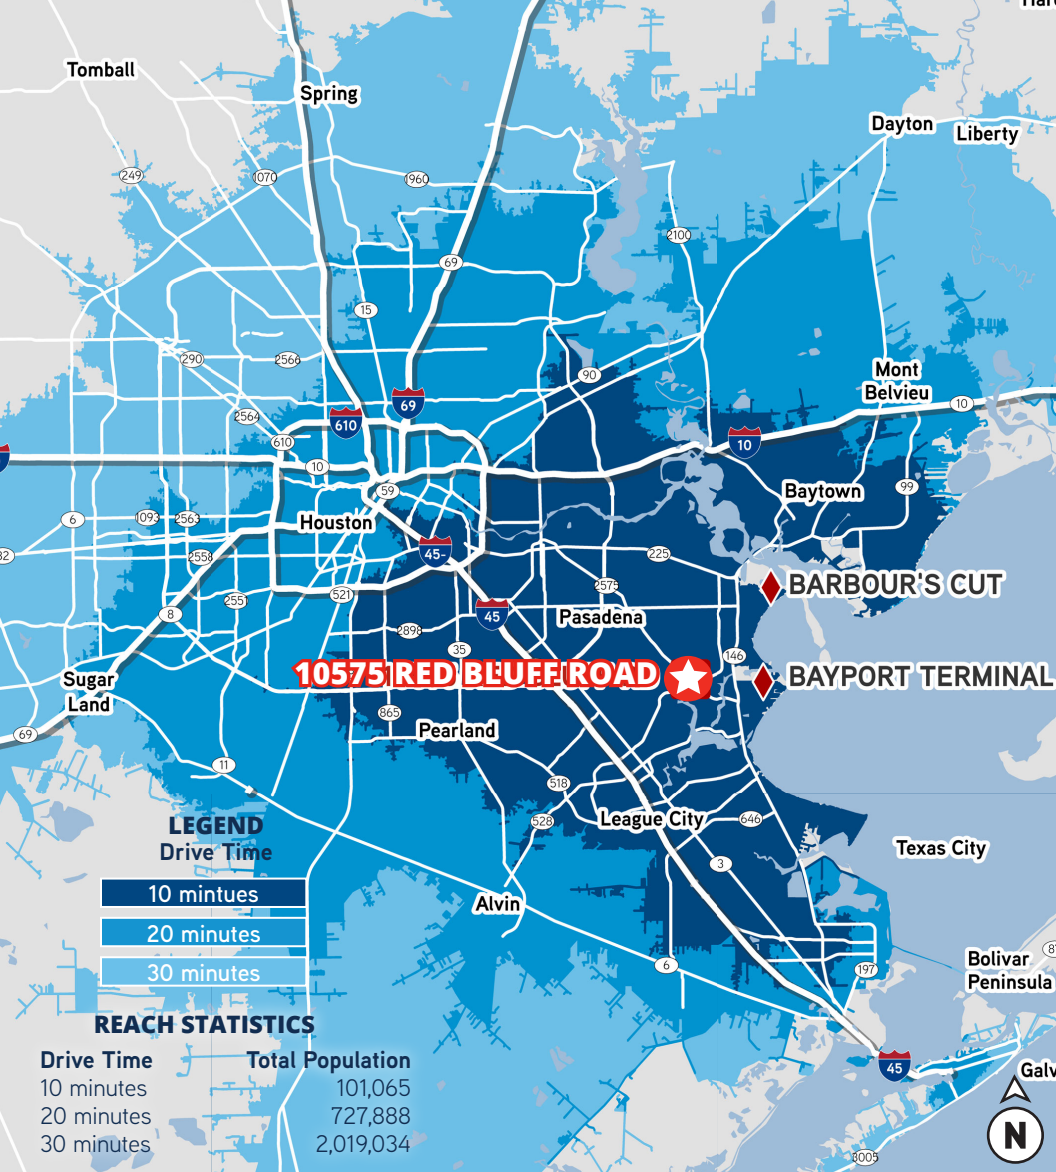 Tomball
Spring
Dayton
Liberty
249
1070
1960
2100
69
15
290
2566
90
Mont
Belvieu
10
69
610
2564
610
10
10
59
Baytown
99
6
1093
2563
Houston
45-
225
2558
BARBOUR'S CUT
2551
521
2575
8
45
Pasadena
2898
35
146
10575 RED BLUFF ROAD
BAYPORT TERMINAL
Sugar
Land
865
69
Pearland
11
518
528
League City
646
LEGEND
Drive Time
Texas City
3
10 mintues
20 minutes
30 minutes
Alvin
6
197
Bolivar
Peninsula
REACH STATISTICS
Drive Time Total Population
10 minutes 101,065
20 minutes 727,888
30 minutes 2,019,034
45
Galv
N
3005